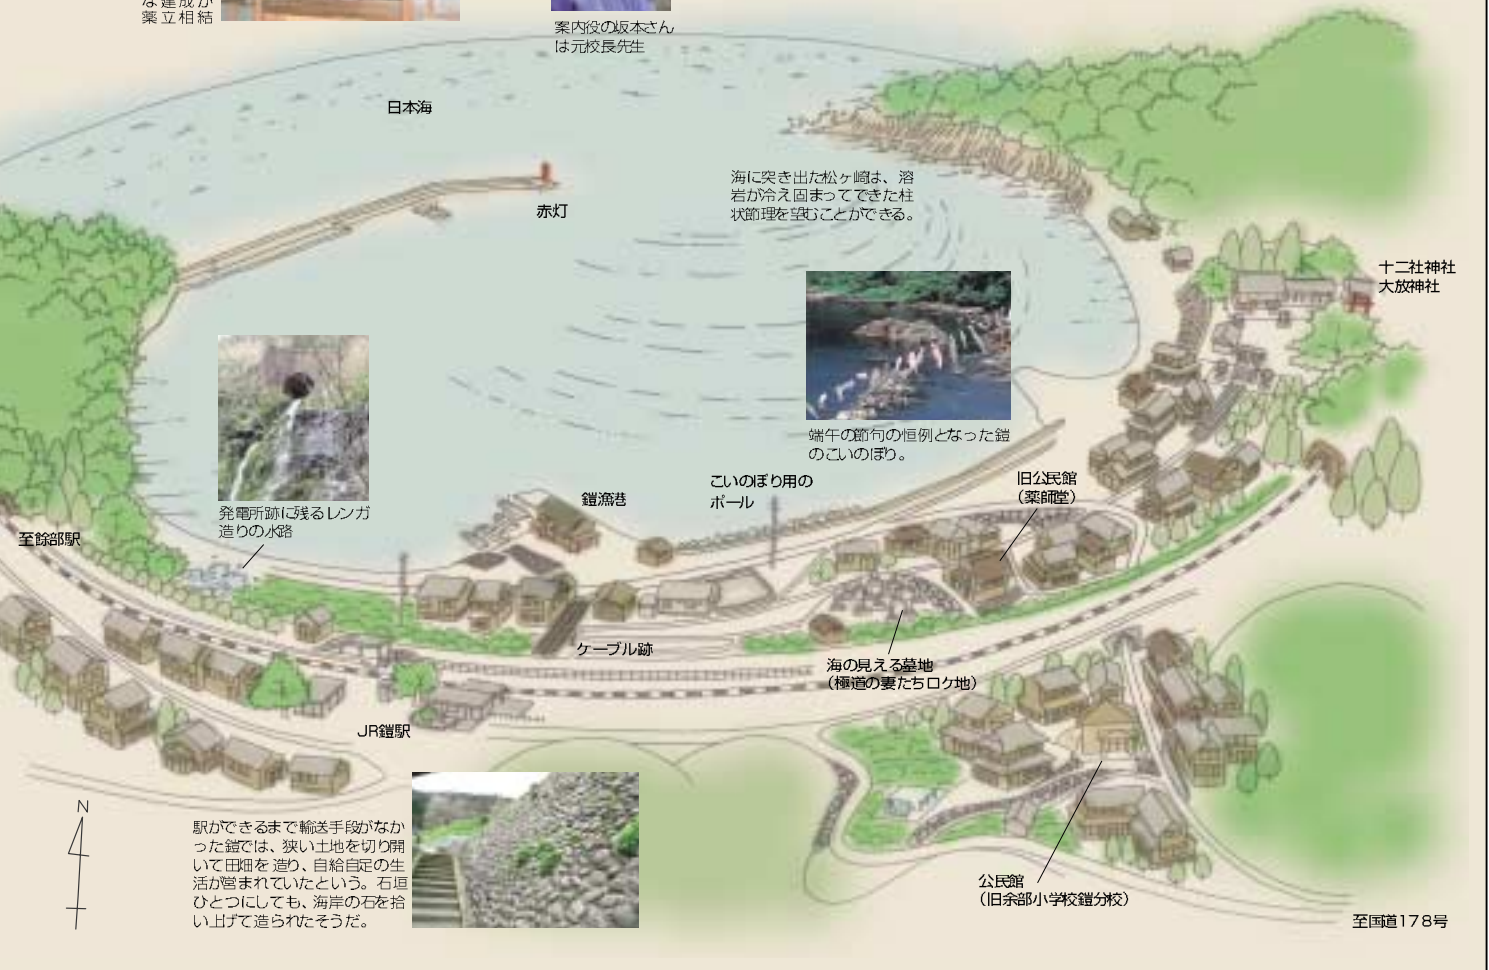 な建成が
薬立相結
案内役の坂本さん
は元校長先生
日本海
赤灯
海に突き出た松ヶ崎は、溶
岩が冷え固まってできた柱
状節理を望むことができる。
十二社神社
大放神社
端午の節句の恒例となった鎧
のこいのぼり。
発電所跡に残るレンガ
造りの水路
鎧漁港
こいのぼり用の
ポール
旧公民館
（薬師堂）
至餘部駅
ケーブル跡
海の見える墓地
（極道の妻たちロケ地）
JR鎧駅
N
駅ができるまで輸送手段がなか
った鎧では、狭い土地を切り開
いて田畑を造り、自給自足の生
活が営まれていたという。石垣
ひとつにしても、海岸の石を拾
い上げて造られたそうだ。
公民館
（旧余部小学校鎧分校）
至国道178号